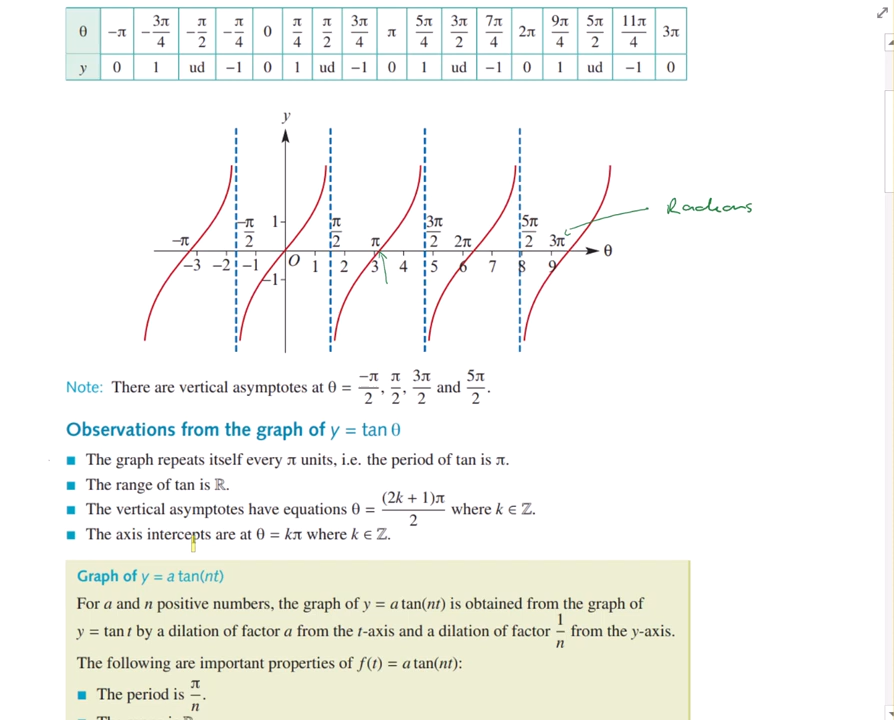 θ −π −3π/4 −π/2 −π/4 0 π/4 π/2 3π/4 π 5π/4 3π/2 7π/4 2π 9π/4 5π/2 11π/4 3π
y 0 1 ud −1 0 1 ud −1 0 1 ud −1 0 1 ud −1 0
y
Radians
1
−π −π/2 π/2 π 3π/2 2π 5π/2 3π θ
−3 −2 −1 O 1 2 3 4 5 6 7 8 9
−1
Note: There are vertical asymptotes at θ = −π/2, π/2, 3π/2 and 5π/2.
Observations from the graph of y = tan θ
■ The graph repeats itself every π units, i.e. the period of tan is π.
■ The range of tan is ℝ.
■ The vertical asymptotes have equations θ = (2k + 1)π/2 where k ∈ ℤ.
■ The axis intercepts are at θ = kπ where k ∈ ℤ.
Graph of y = a tan(nt)
For a and n positive numbers, the graph of y = a tan(nt) is obtained from the graph of
y = tan t by a dilation of factor a from the t-axis and a dilation of factor 1/n from the y-axis.
The following are important properties of f(t) = a tan(nt):
■ The period is π/n.